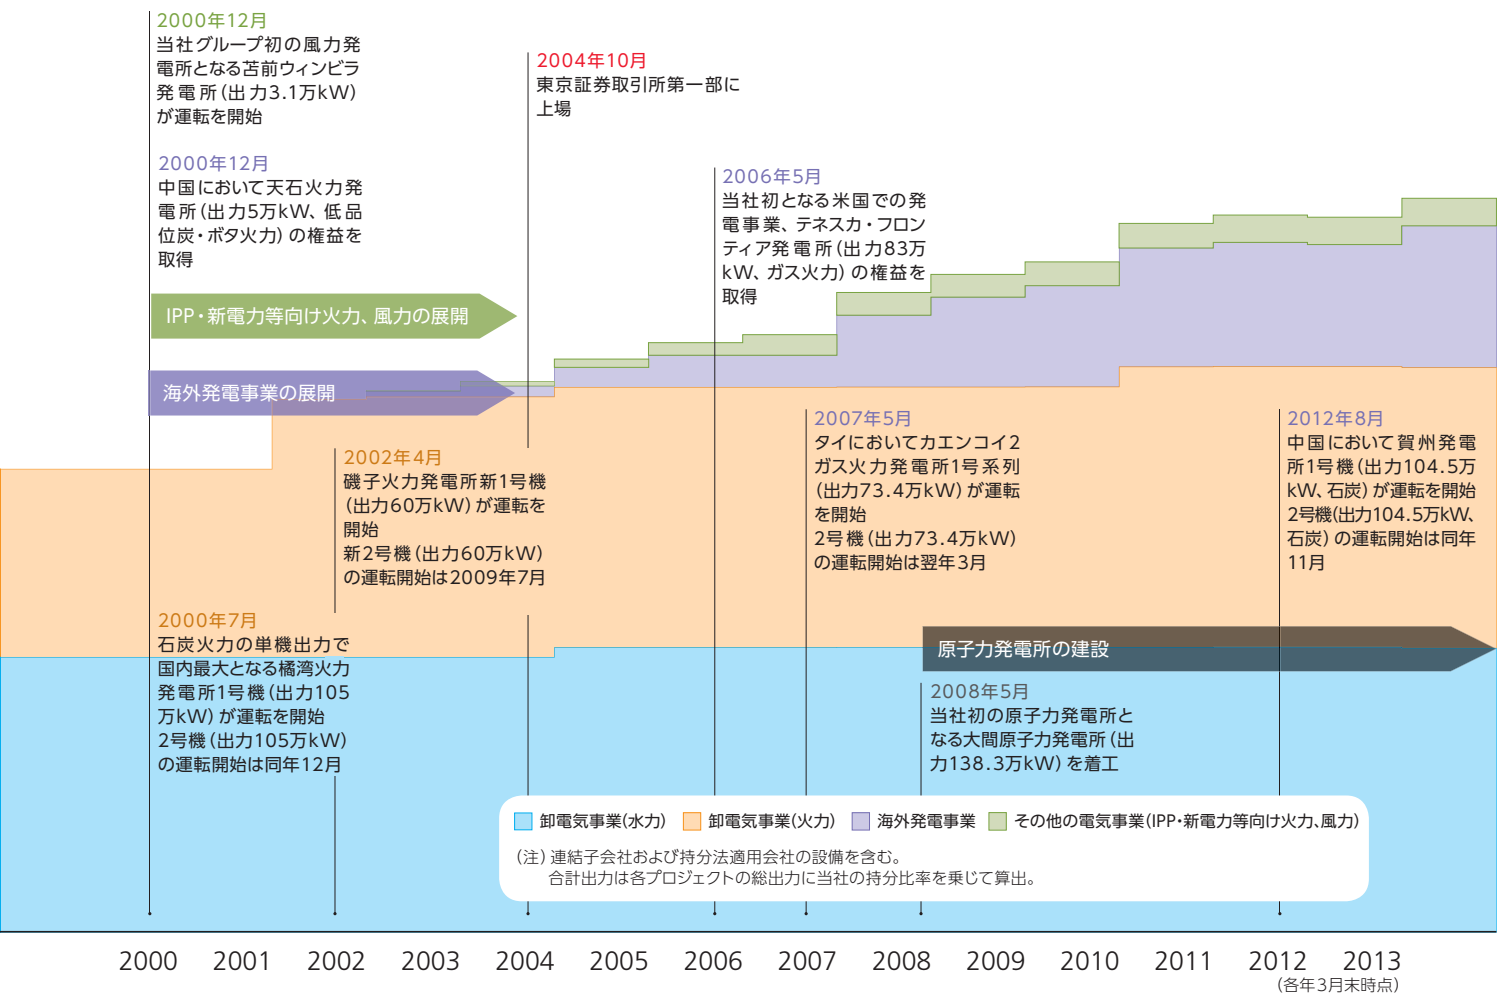 2000年12月
当社グループ初の風力発
電所となる苫前ウィンビラ
発電所(出力3.1万kW)
が運転を開始
2000年12月
中国において天石火力発
電所(出力5万kW、低品
位炭・ボタ火力)の権益を
取得
IPP・新電力等向け火力、風力の展開
海外発電事業の展開
2004年10月
東京証券取引所第一部に
上場
2006年5月
当社初となる米国での発
電事業、テネスカ・フロン
ティア発電所(出力83万
kW、ガス火力)の権益を
取得
2002年4月
磯子火力発電所新1号機
(出力60万kW)が運転を
開始
新2号機(出力60万kW)
の運転開始は2009年7月
2000年7月
石炭火力の単機出力で
国内最大となる橘湾火力
発電所1号機(出力105
万kW)が運転を開始
2号機(出力105万kW)
の運転開始は同年12月
2007年5月
タイにおいてカエンコイ2
ガス火力発電所1号系列
(出力73.4万kW)が運転
を開始
2号機(出力73.4万kW)
の運転開始は翌年3月
2012年8月
中国において賀州発電
所1号機(出力104.5万
kW、石炭)が運転を開始
2号機(出力104.5万kW、
石炭)の運転開始は同年
11月
原子力発電所の建設
2008年5月
当社初の原子力発電所と
なる大間原子力発電所(出
力138.3万kW)を着工
卸電気事業(水力) 卸電気事業(火力) 海外発電事業 その他の電気事業(IPP・新電力等向け火力、風力)
(注)連結子会社および持分法適用会社の設備を含む。
合計出力は各プロジェクトの総出力に当社の持分比率を乗じて算出。
2000 2001 2002 2003 2004 2005 2006 2007 2008 2009 2010 2011 2012 2013
(各年3月末時点)